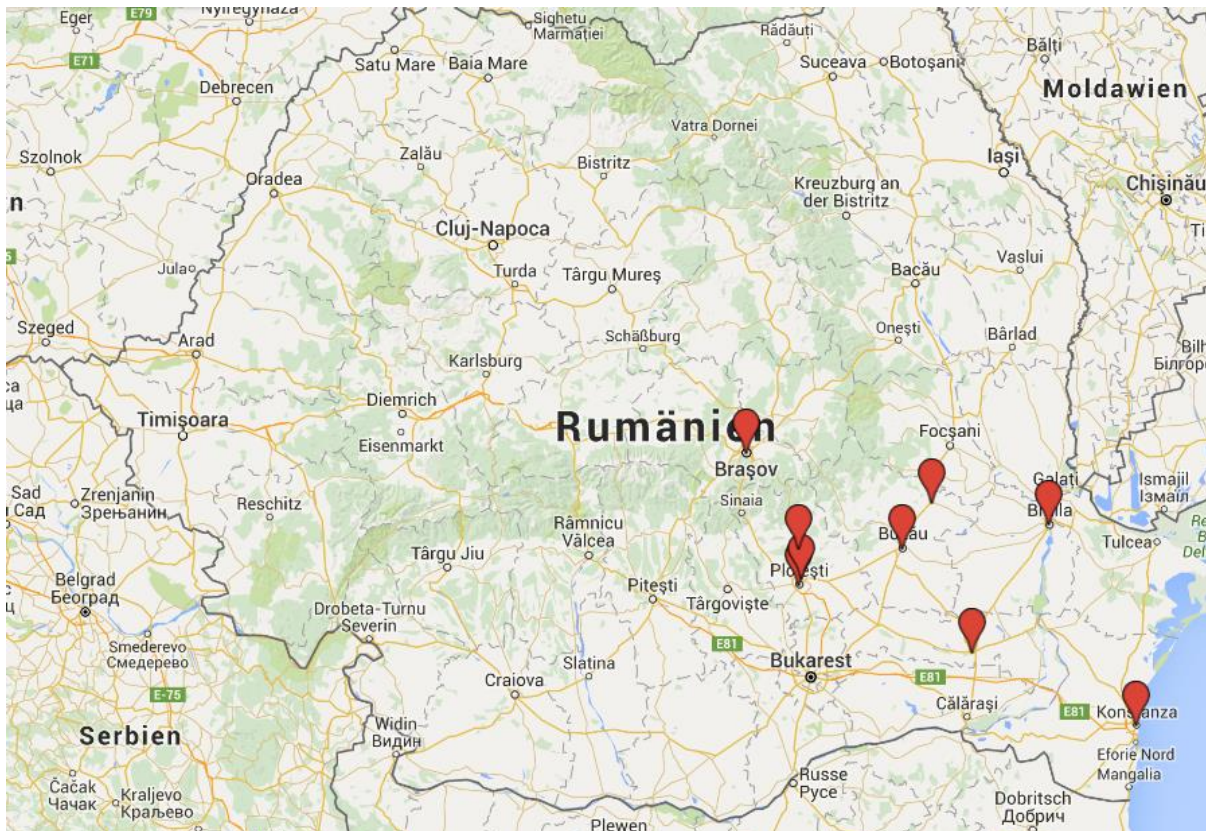 Eger
E79
Nyíregyháza
Sighetu
Marmației
Rădăuți
Bălți
E71
Satu Mare
Baia Mare
Suceava
Botoșani
Debrecen
Moldawien
Vatra Dornei
Szolnok
Zalău
Bistritz
Iași
Oradea
Kreuzburg an
der Bistritz
Chișinău
n
Cluj-Napoca
Jula
Turda
Târgu Mureș
Bacău
Vaslui
Szeged
Arad
Schäßburg
Onești
Bârlad
Karlsburg
Timișoara
Diemrich
Eisenmarkt
Rumänien
Focșani
Brașov
Sad
Сад
Zrenjanin
Зрењанин
Reschitz
Sinaia
Galați
Ismajil
Ізмаїл
Râmnicu
Vâlcea
Târgu Jiu
Tulcea
Pitești
Ploiești
Târgoviște
Belgrad
Београд
Drobeta-Turnu
Severin
Smederevo
Смедерево
E81
Slatina
Bukarest
E81
E-75
Craiova
Călărași
E81
Konstanza
Serbien
Widin
Видин
Eforie Nord
Mangalia
Čačak
Чачак
Kraljevo
Краљево
Russe
Русе
Dobritsch
Добрич
Plewen